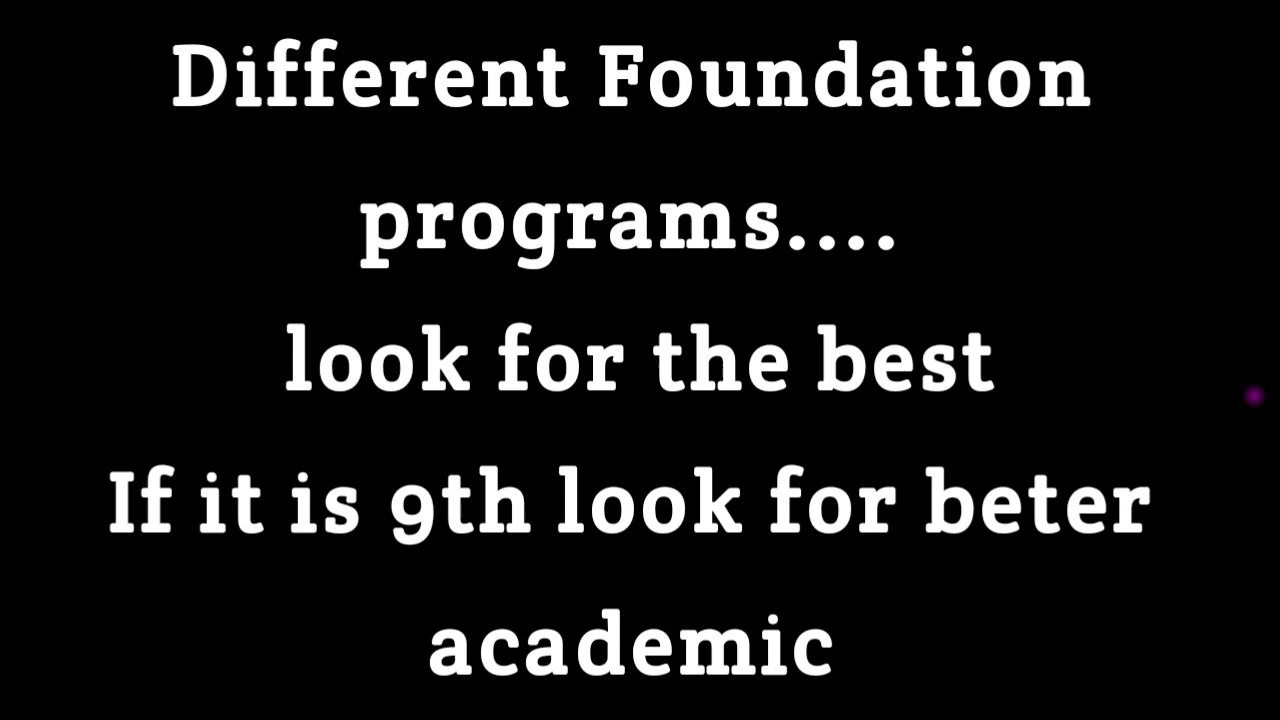 Different Foundation
programs....
look for the best
If it is 9th look for beter
academic